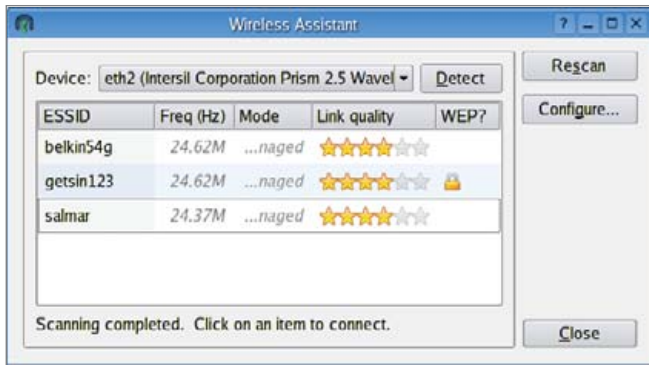 Wireless Assistant
Device: eth2 (Intersil Corporation Prism 2.5 Wavel Detect
Rescan
Configure...
ESSID Freq (Hz) Mode Link quality WEP?
belkin54g 24.62M ...naged
getsin123 24.62M ...naged
salmar 24.37M ...naged
Scanning completed. Click on an item to connect.
Close